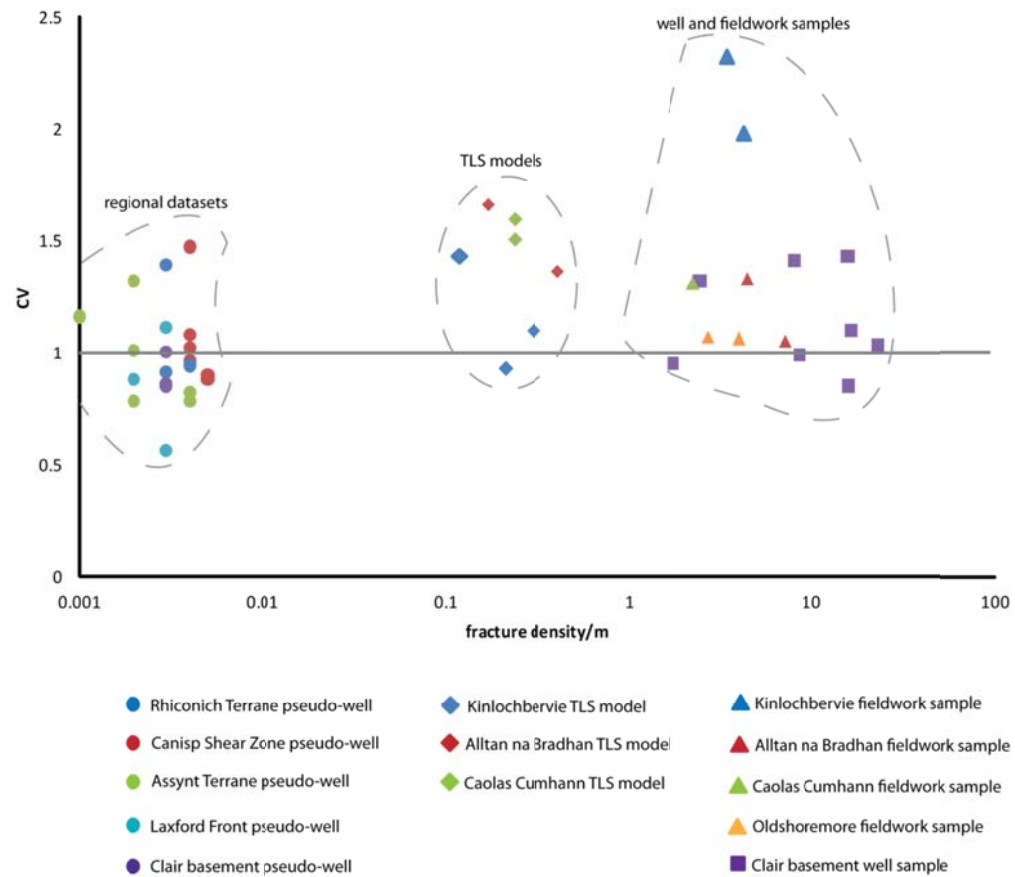 2.5
well and fieldwork samples
2
TLS models
regional datasets
1.5
CV
1
0.5
0
0.001 0.01 0.1 1 10 100
fracture density/m
Rhiconich Terrane pseudo-well
Canisp Shear Zone pseudo-well
Assynt Terrane pseudo-well
Laxford Front pseudo-well
Clair basement pseudo-well
Kinlochbervie TLS model
Alltan na Bradhan TLS model
Caolas Cumhann TLS model
Kinlochbervie fieldwork sample
Alltan na Bradhan fieldwork sample
Caolas Cumhann fieldwork sample
Oldshoremore fieldwork sample
Clair basement well sample